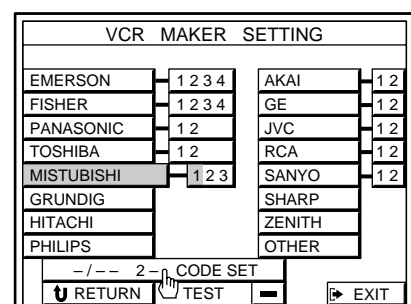 VCR MAKER SETTING
EMERSON 1 2 3 4 AKAI 1 2
FISHER 1 2 3 4 GE 1 2
PANASONIC 1 2 JVC 1 2
TOSHIBA 1 2 RCA 1 2
MISTUBISHI 1 2 3 SANYO 1 2
GRUNDIG SHARP
HITACHI ZENITH
PHILIPS OTHER
–/–– 2– CODE SET
RETURN TEST EXIT